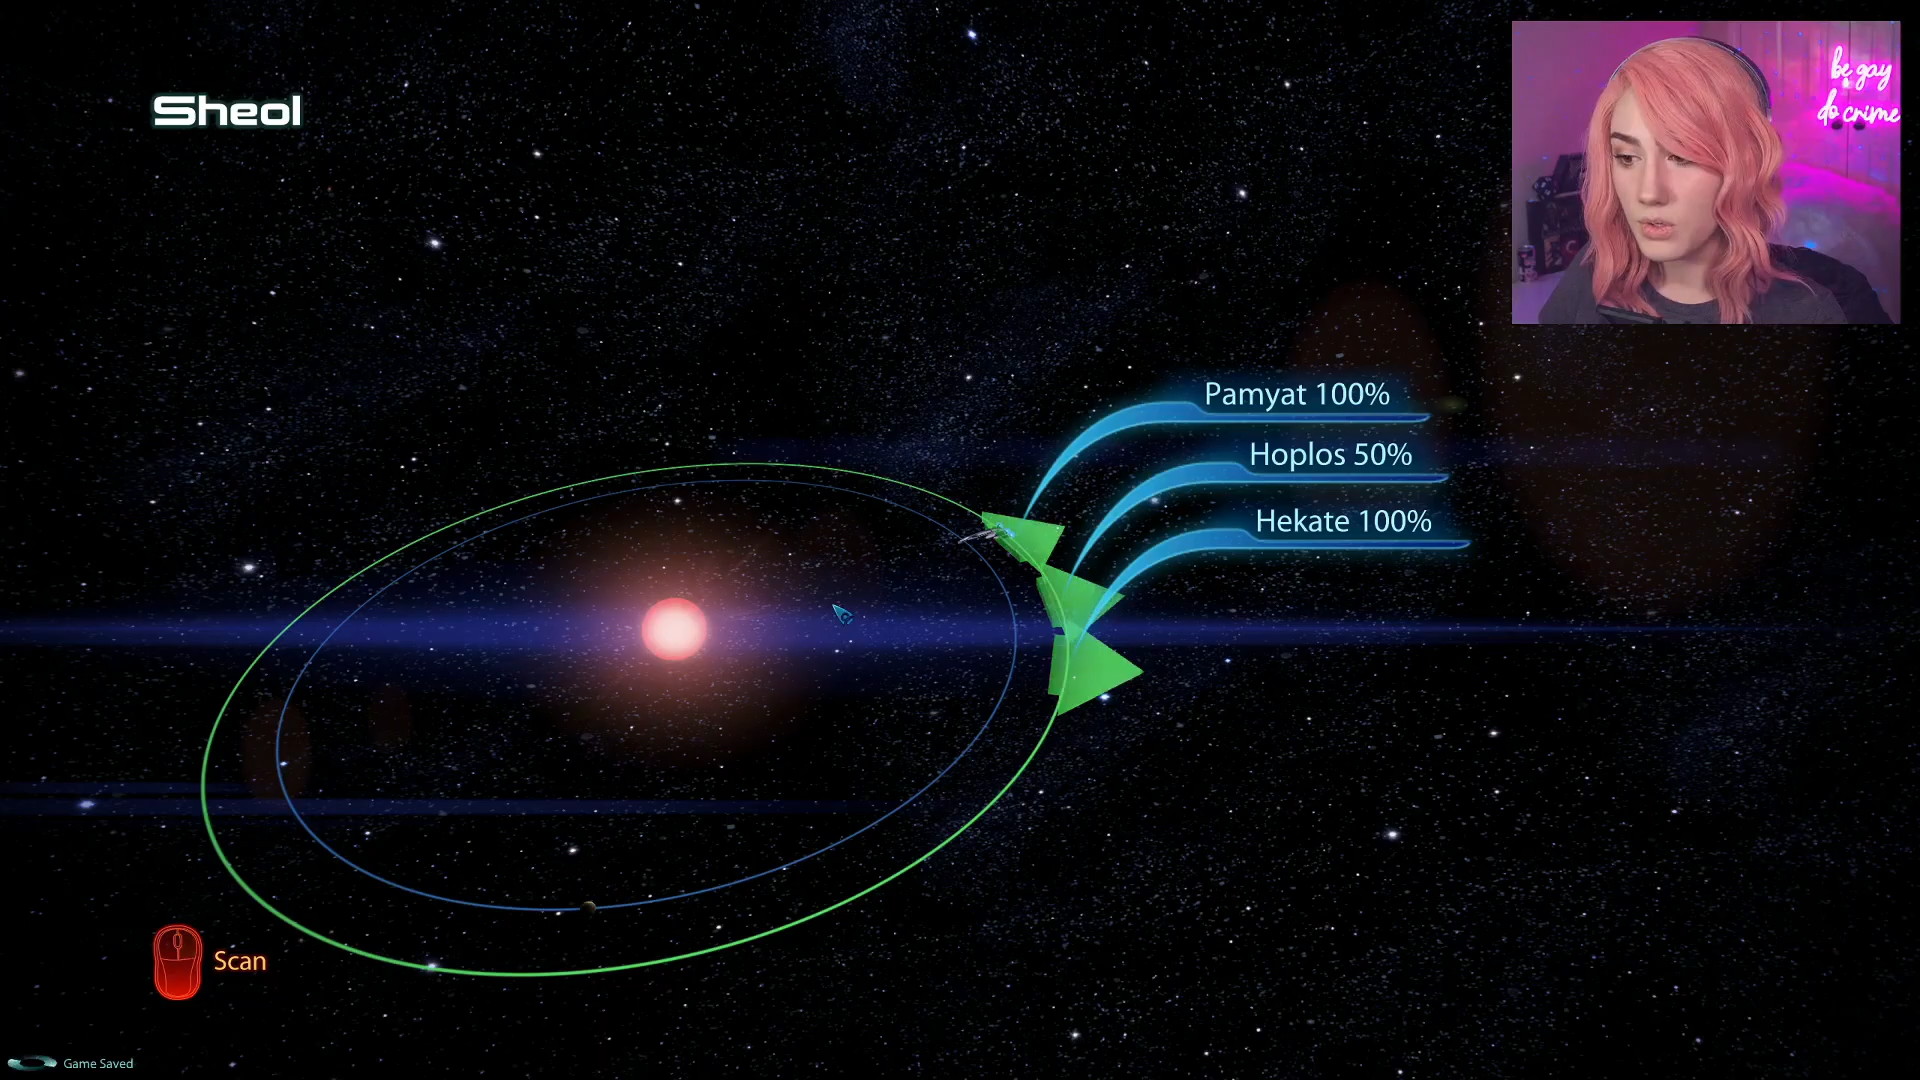 Sheol
be gay
do crime
Pamyat 100%
Hoplos 50%
Hekate 100%
Scan
Game Saved